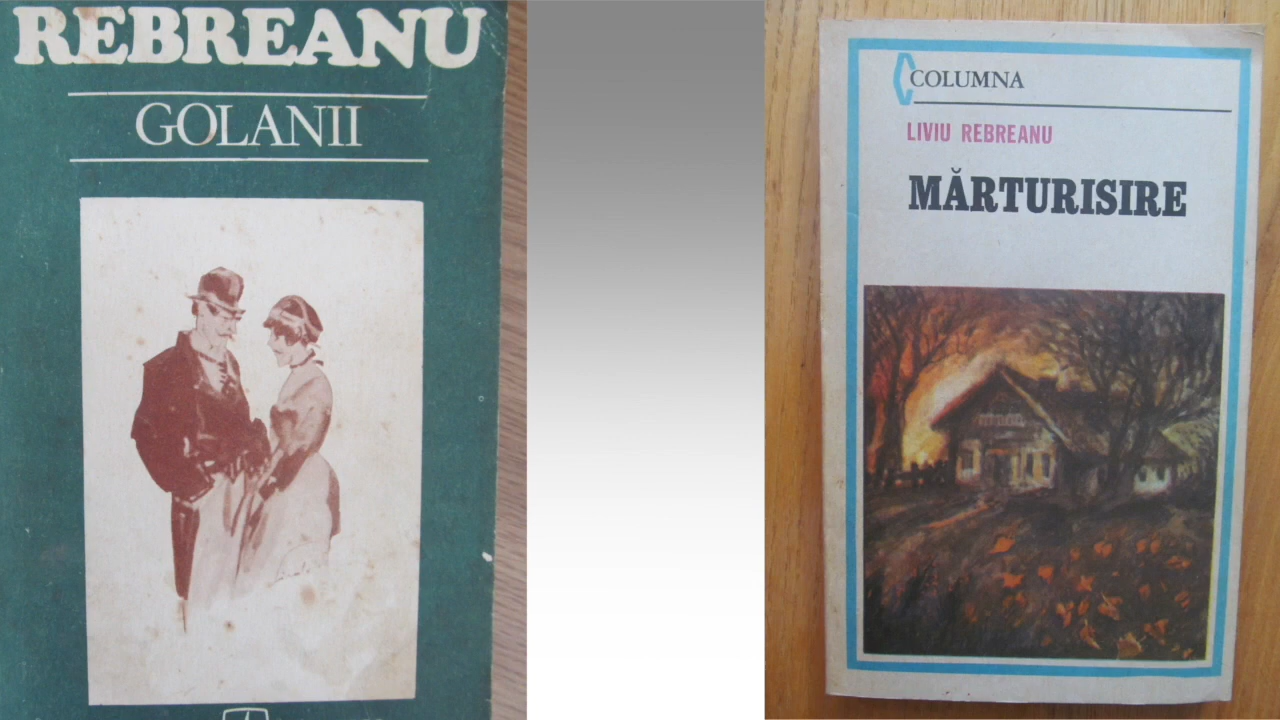 REBREANU
GOLANII
COLUMNA
LIVIU REBREANU
MĂRTURISIRE